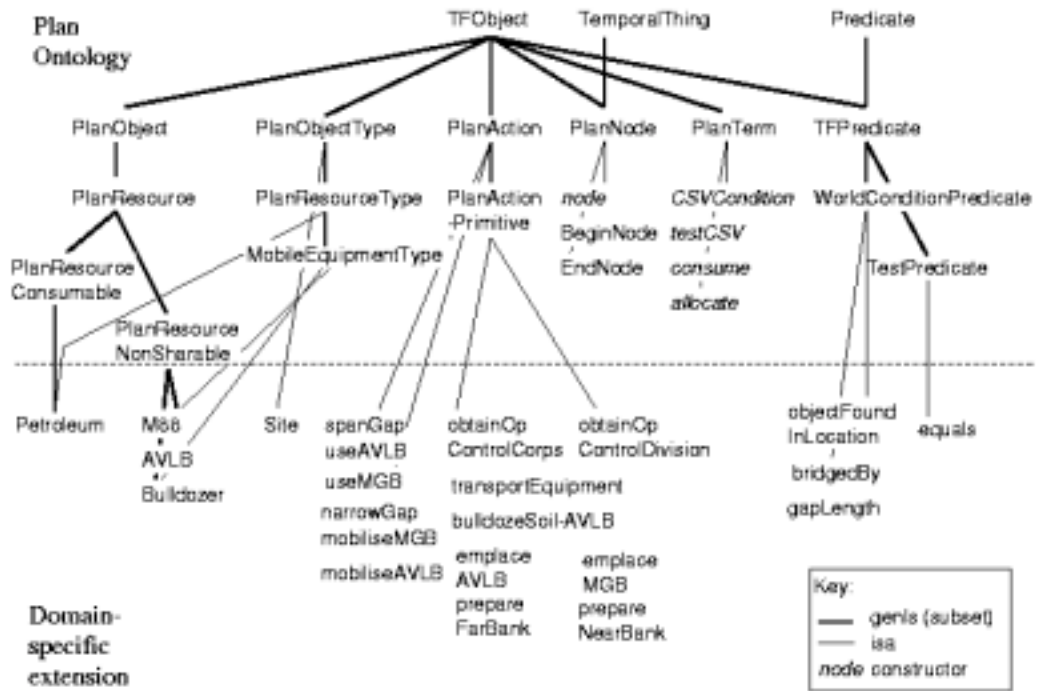 Plan
Ontology
TFObject TemporalThing Predicate
PlanObject PlanObjectType PlanAction PlanNode PlanTerm TFPredicate
PlanResource PlanResourceType PlanAction node CSVCondition WorldConditionPredicate
-Primitive BeginNode testCSV
PlanResource MobileEquipmentType EndNode consume TestPredicate
Consumable allocate
PlanResource
NonSharable
Petroleum M88 Site spanGap obtainOp obtainOp objectFound equals
AVLB useAVLB ControlCorps ControlDivision InLocation
Bulldozer useMGB transportEquipment bridgedBy
narrowGap bulldozeSoil-AVLB gapLength
mobiliseMGB
mobiliseAVLB emplace emplace
AVLB MGB
prepare prepare
FarBank NearBank
Key:
genls (subset)
isa
node constructor
Domain-
specific
extension